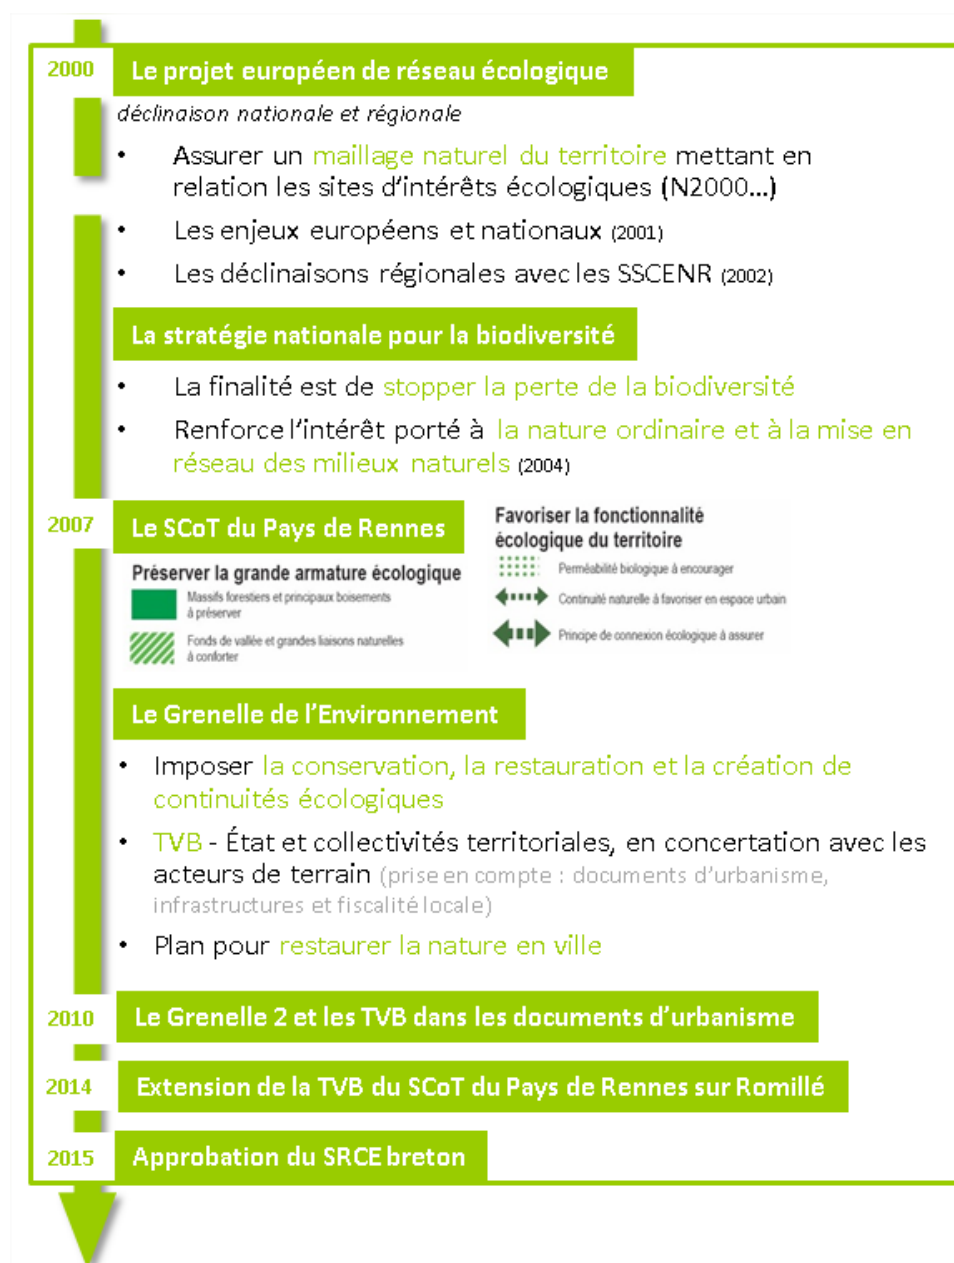 2000
Le projet européen de réseau écologique
déclinaison nationale et régionale
• Assurer un maillage naturel du territoire mettant en
relation les sites d'intérêts écologiques (N2000...)
• Les enjeux européens et nationaux (2001)
• Les déclinaisons régionales avec les SSCENR (2002)
La stratégie nationale pour la biodiversité
• La finalité est de stopper la perte de la biodiversité
• Renforce l'intérêt porté à la nature ordinaire et à la mise en
réseau des milieux naturels (2004)
2007
Le SCoT du Pays de Rennes
Préserver la grande armature écologique
Massifs forestiers et principaux boisements
à préserver
Fonds de vallée et grandes liaisons naturelles
à conforter
Favoriser la fonctionnalité
écologique du territoire
Perméabilité biologique à encourager
Continuité naturelle à favoriser en espace urbain
Principe de connexion écologique à assurer
Le Grenelle de l'Environnement
• Imposer la conservation, la restauration et la création de
continuités écologiques
• TVB - État et collectivités territoriales, en concertation avec les
acteurs de terrain (prise en compte : documents d'urbanisme,
infrastructures et fiscalité locale)
• Plan pour restaurer la nature en ville
2010
Le Grenelle 2 et les TVB dans les documents d'urbanisme
2014
Extension de la TVB du SCoT du Pays de Rennes sur Romillé
2015
Approbation du SRCE breton